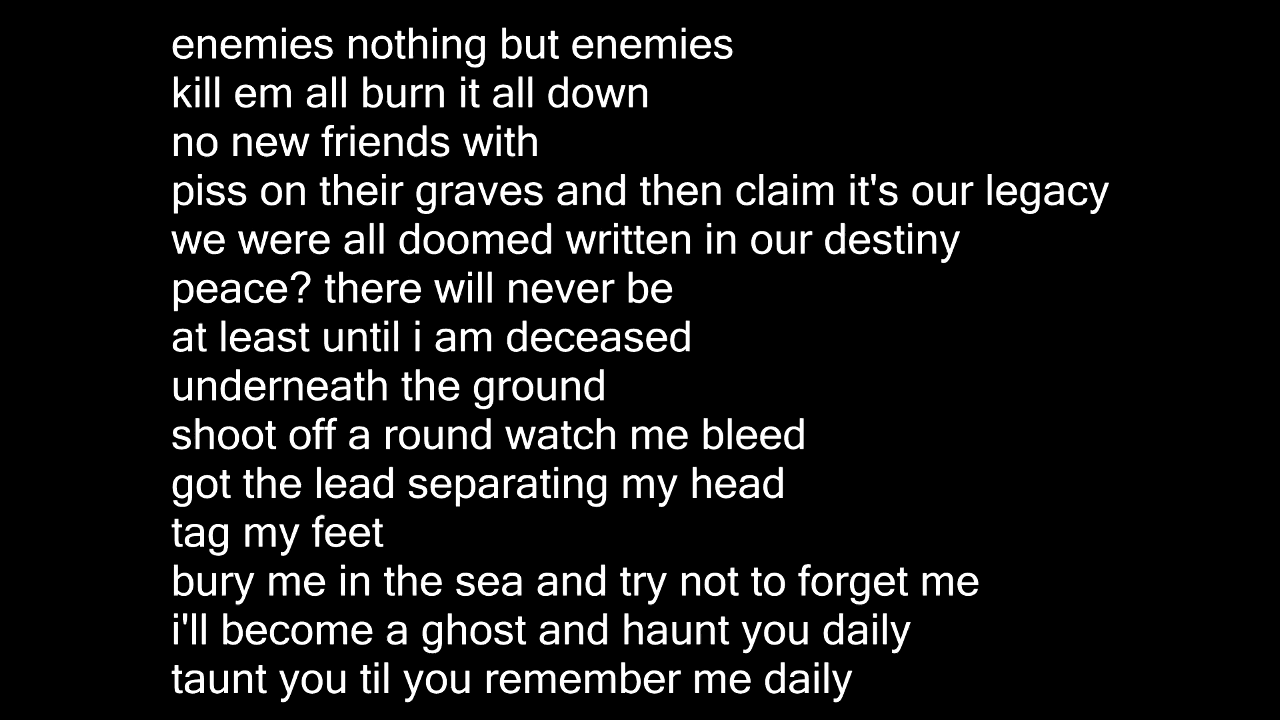 enemies nothing but enemies
kill em all burn it all down
no new friends with
piss on their graves and then claim it's our legacy
we were all doomed written in our destiny
peace? there will never be
at least until i am deceased
underneath the ground
shoot off a round watch me bleed
got the lead separating my head
tag my feet
bury me in the sea and try not to forget me
i'll become a ghost and haunt you daily
taunt you til you remember me daily